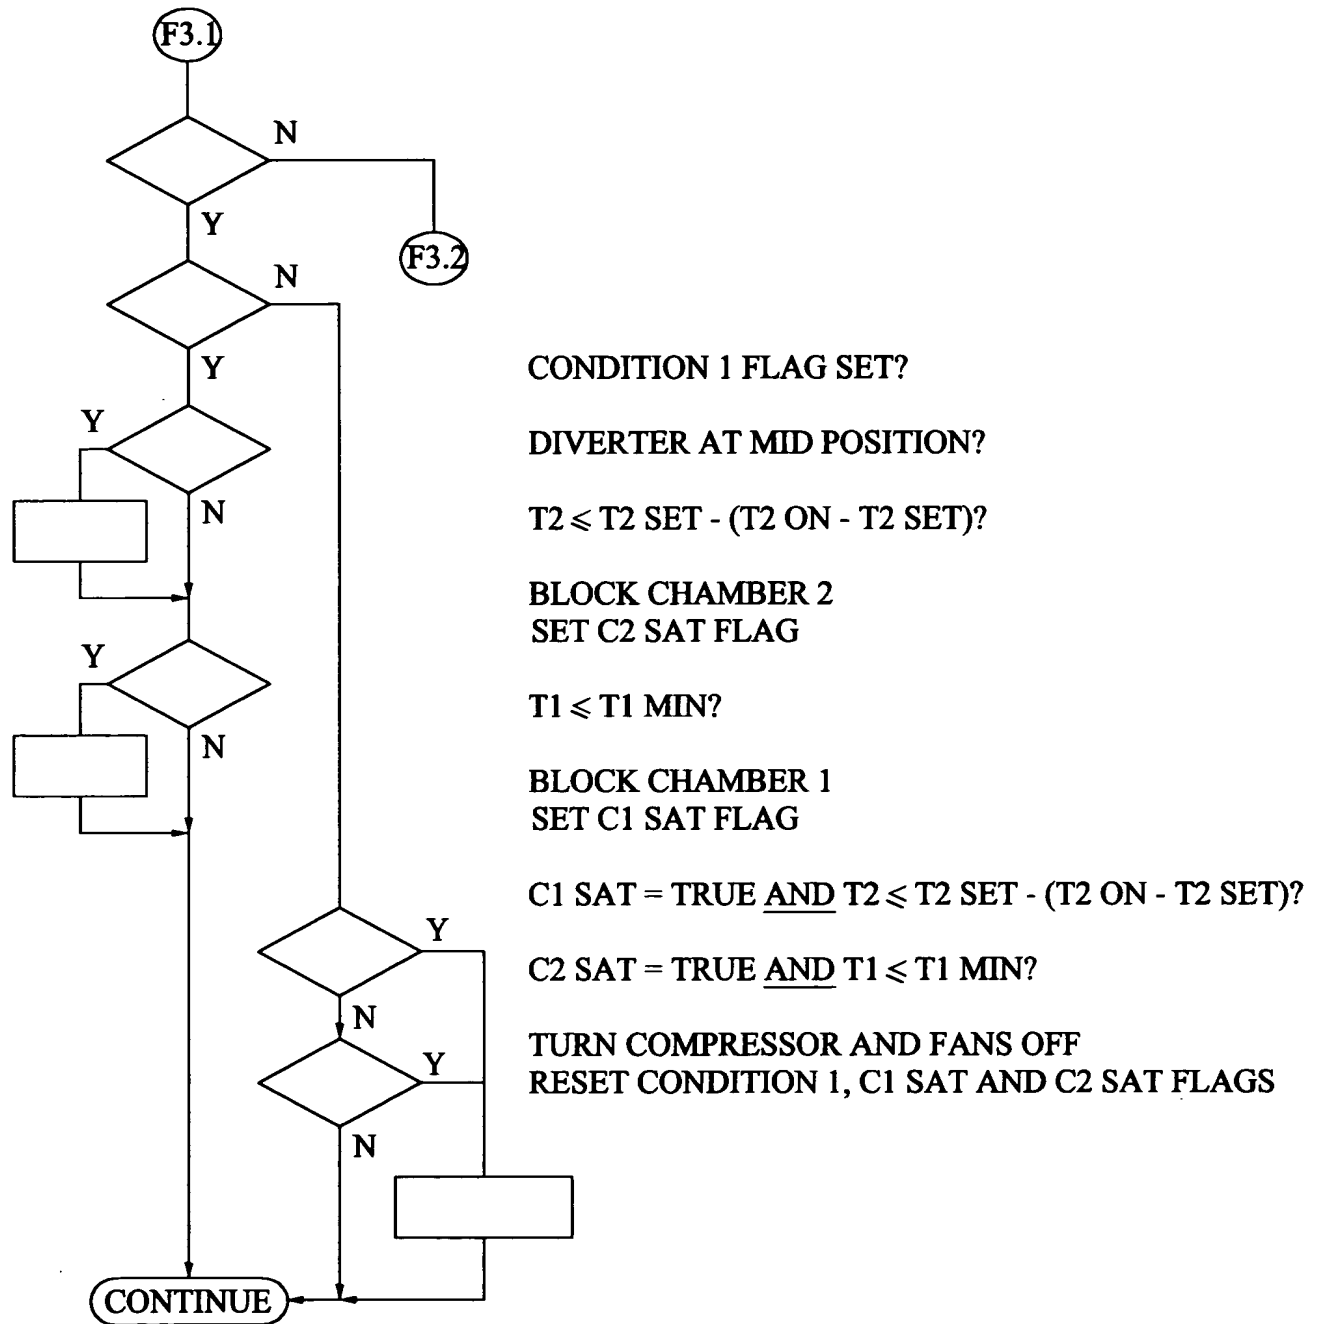 F3.1
N
Y
F3.2
N
Y
CONDITION 1 FLAG SET?
Y
DIVERTER AT MID POSITION?
N
T2 ⩽ T2 SET - (T2 ON - T2 SET)?
BLOCK CHAMBER 2
SET C2 SAT FLAG
Y
T1 ⩽ T1 MIN?
N
BLOCK CHAMBER 1
SET C1 SAT FLAG
C1 SAT = TRUE AND T2 ⩽ T2 SET - (T2 ON - T2 SET)?
Y
C2 SAT = TRUE AND T1 ⩽ T1 MIN?
N
TURN COMPRESSOR AND FANS OFF
Y
RESET CONDITION 1, C1 SAT AND C2 SAT FLAGS
N
CONTINUE